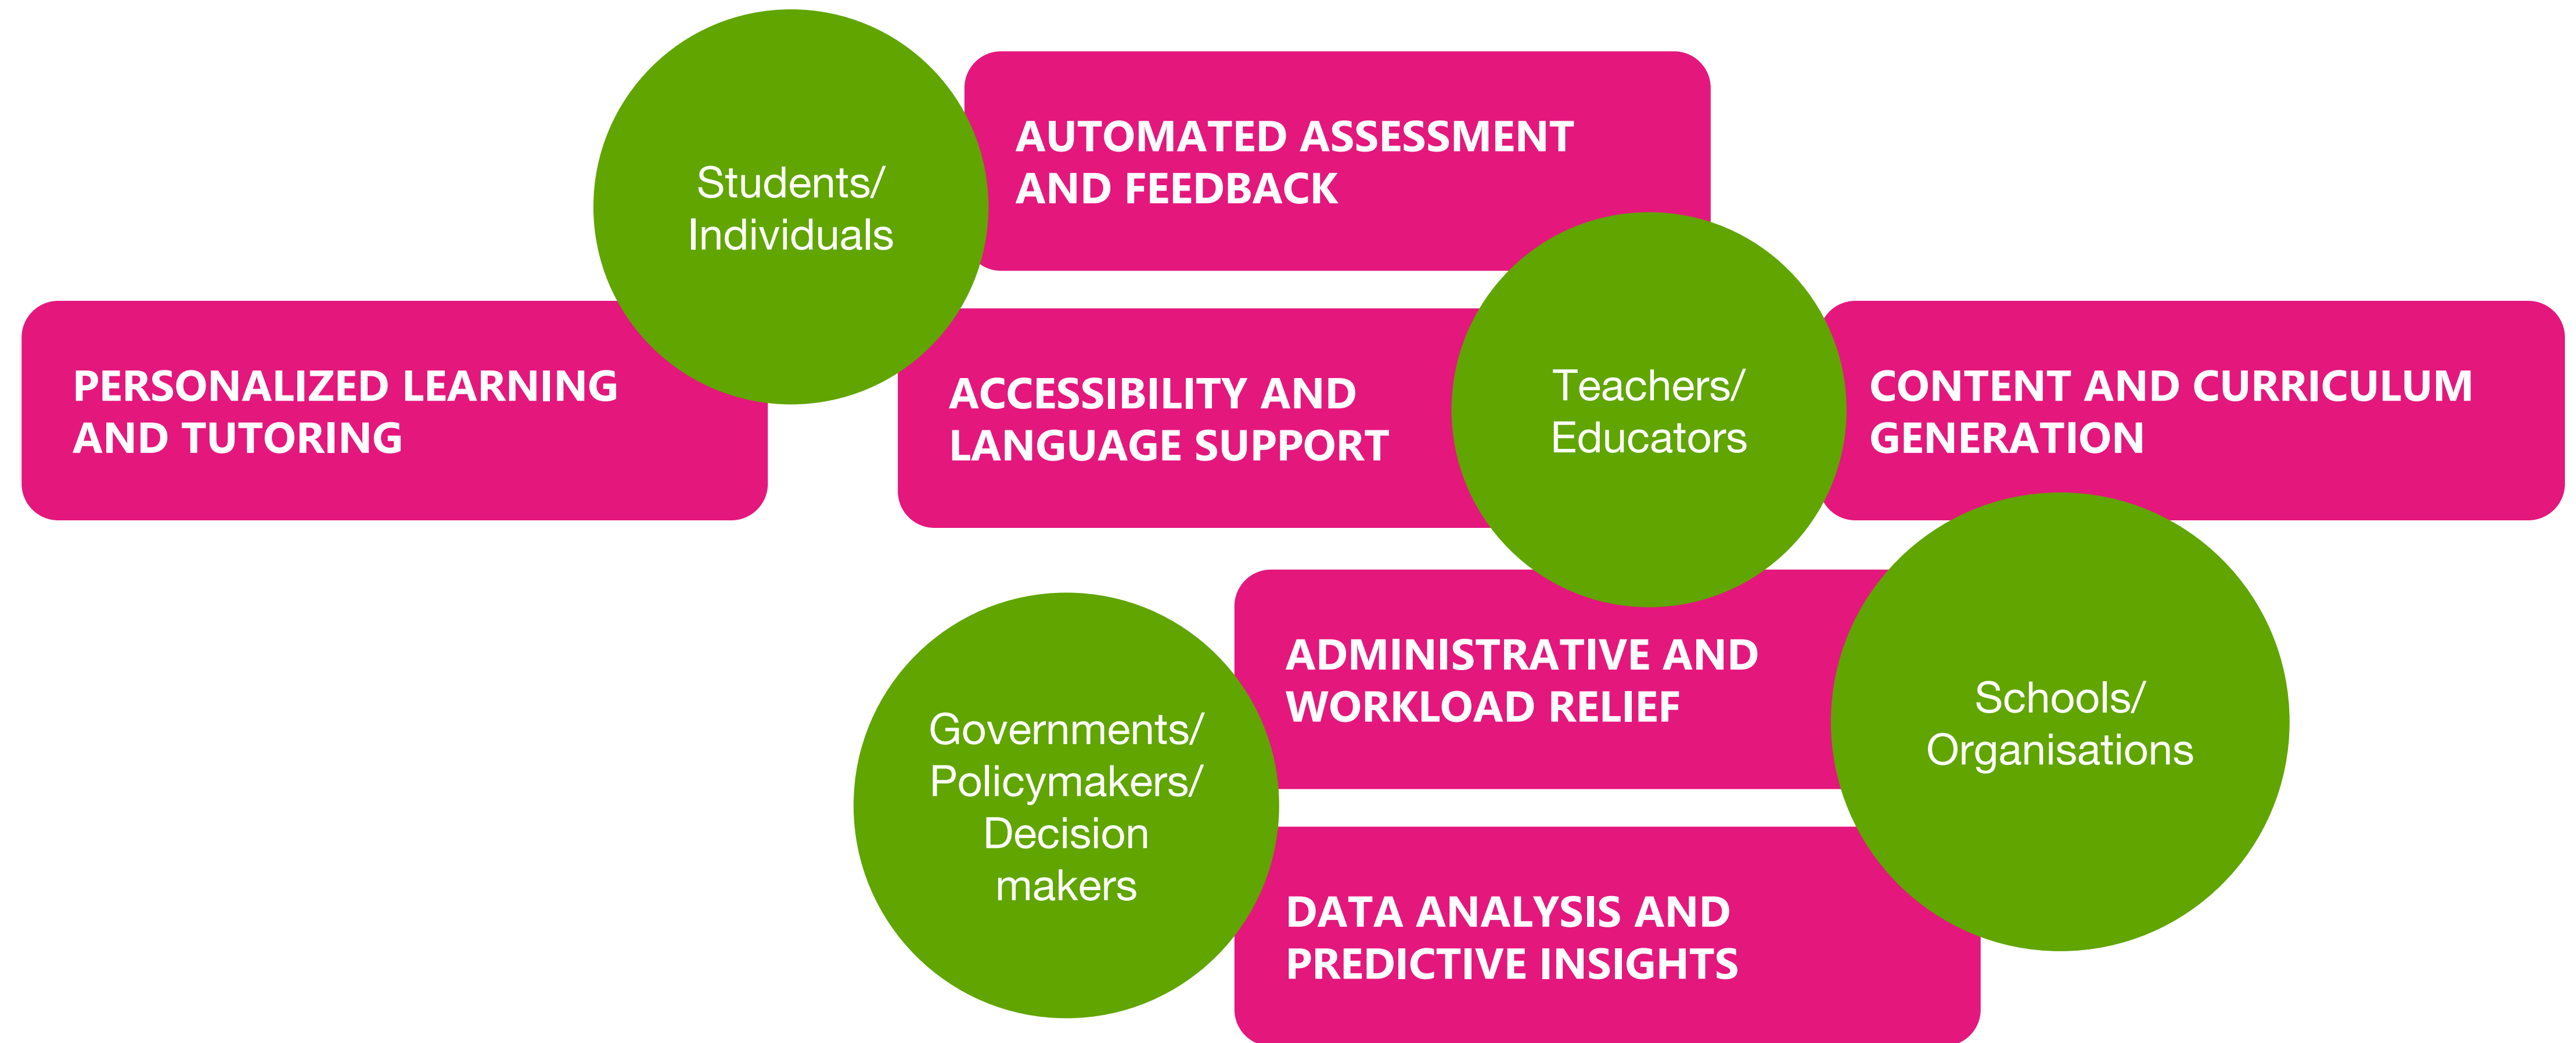 Students/
Individuals
AUTOMATED ASSESSMENT
AND FEEDBACK
PERSONALIZED LEARNING
AND TUTORING
ACCESSIBILITY AND
LANGUAGE SUPPORT
Teachers/
Educators
CONTENT AND CURRICULUM
GENERATION
Governments/
Policymakers/
Decision
makers
ADMINISTRATIVE AND
WORKLOAD RELIEF
Schools/
Organisations
DATA ANALYSIS AND
PREDICTIVE INSIGHTS